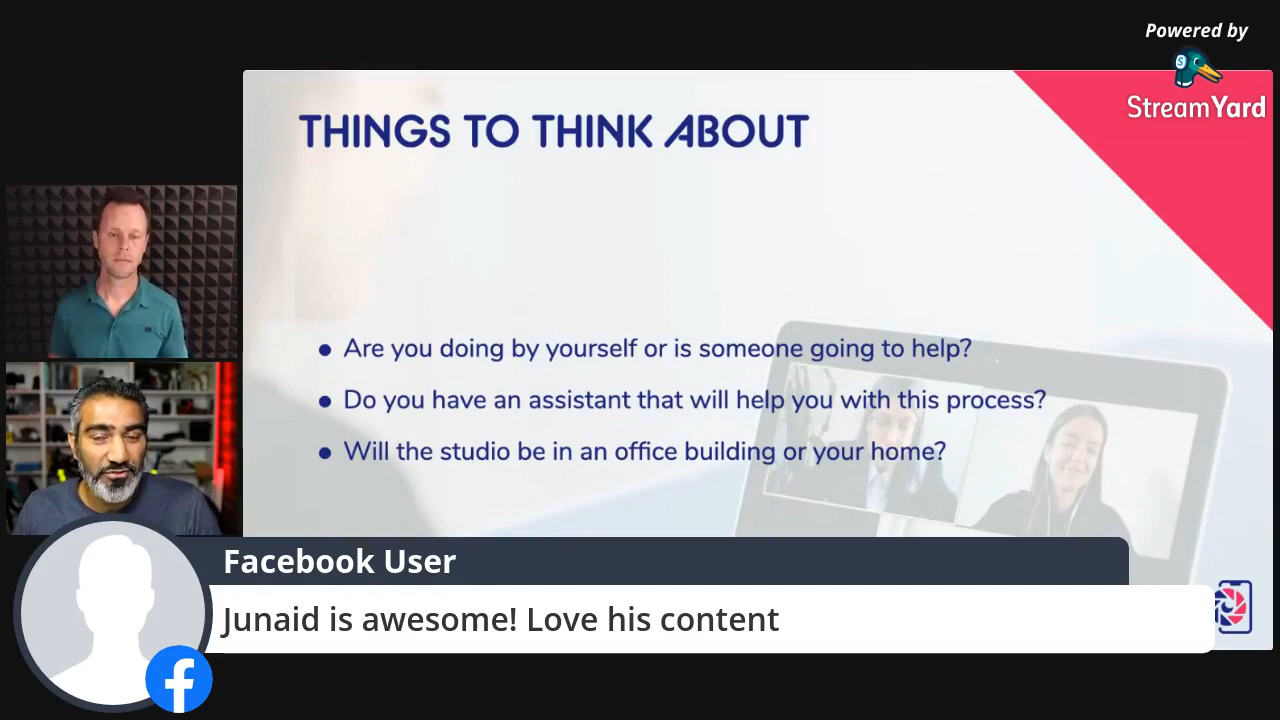 Powered by
StreamYard
THINGS TO THINK ABOUT
Are you doing by yourself or is someone going to help?
Do you have an assistant that will help you with this process?
Will the studio be in an office building or your home?
Facebook User
Junaid is awesome! Love his content